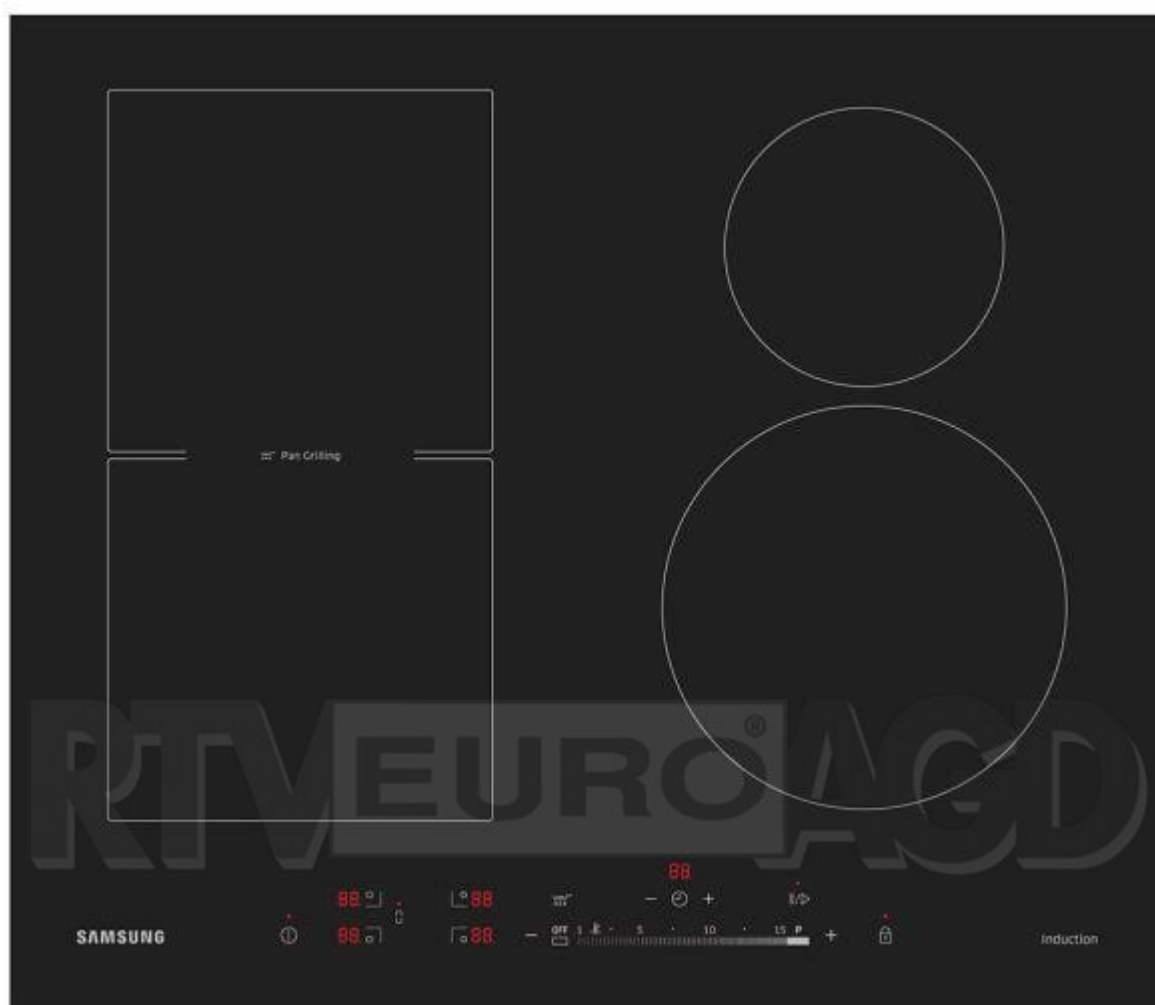 Pan Grilling
RTV EURO® AGD
88
88 88
88 88
OFF 1 5 10 15 P
SAMSUNG
Induction